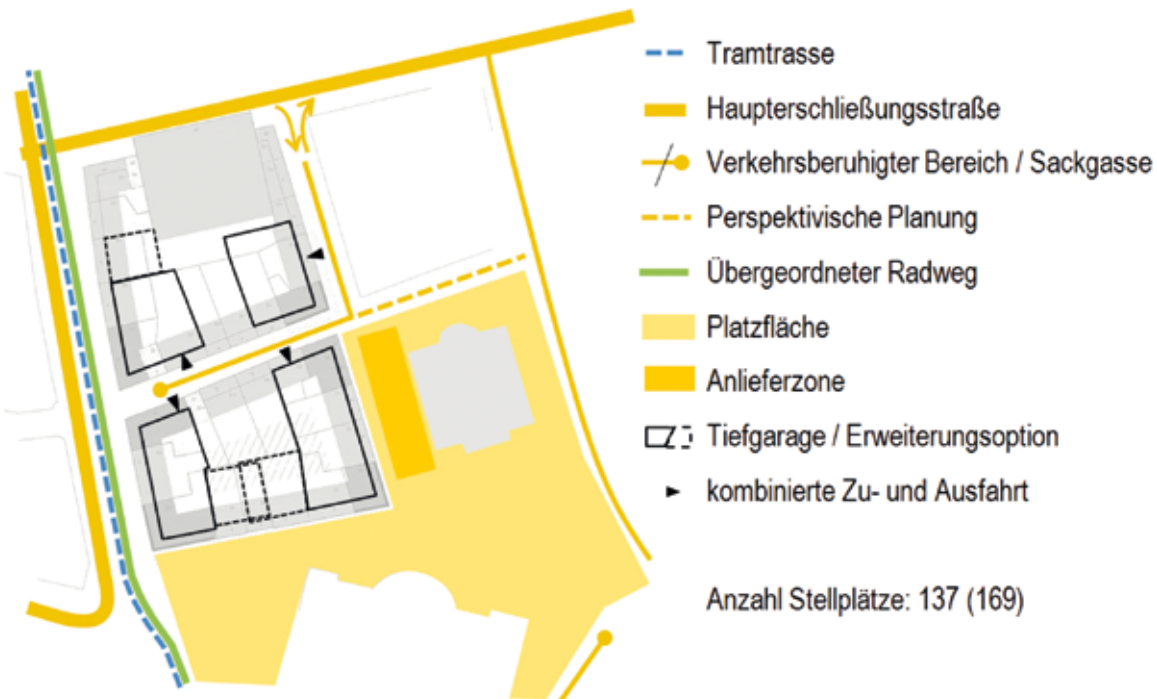 Tramtrasse
Haupterschließungsstraße
Verkehrsberuhigter Bereich / Sackgasse
Perspektivische Planung
Übergeordneter Radweg
Platzfläche
Anlieferzone
Tiefgarage / Erweiterungsoption
kombinierte Zu- und Ausfahrt
Anzahl Stellplätze: 137 (169)